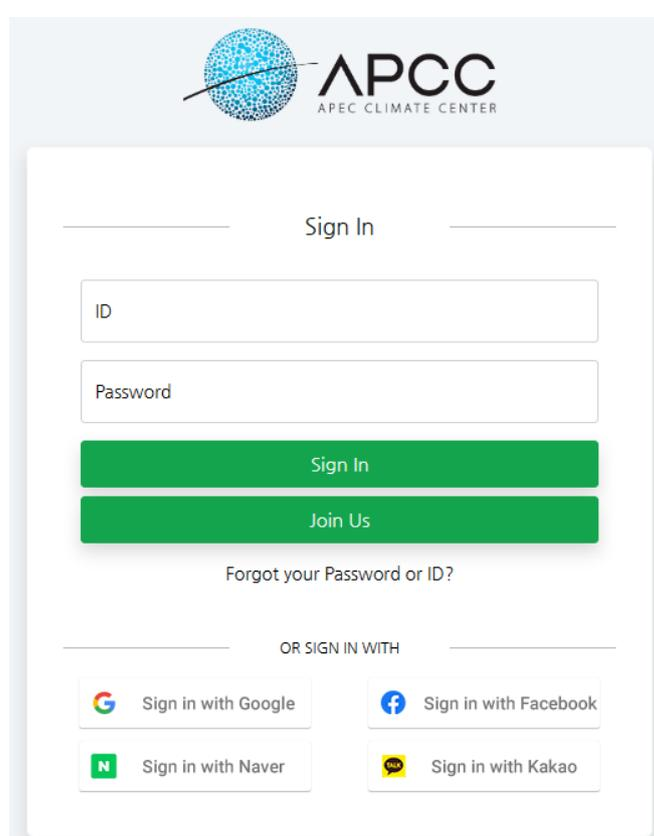 APCC
APEC CLIMATE CENTER
Sign In
ID
Password
Sign In
Join Us
Forgot your Password or ID?
OR SIGN IN WITH
Sign in with Google
Sign in with Facebook
N Sign in with Naver
TALK Sign in with Kakao